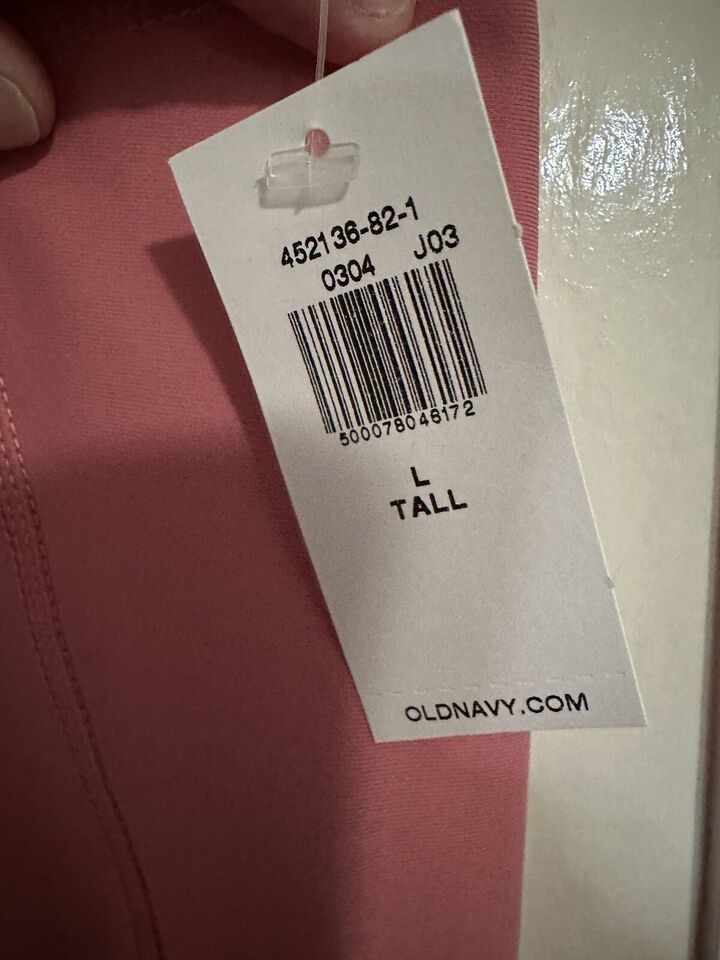 452136-82-1
0304 J03
500078046172
L
TALL
OLDNAVY.COM